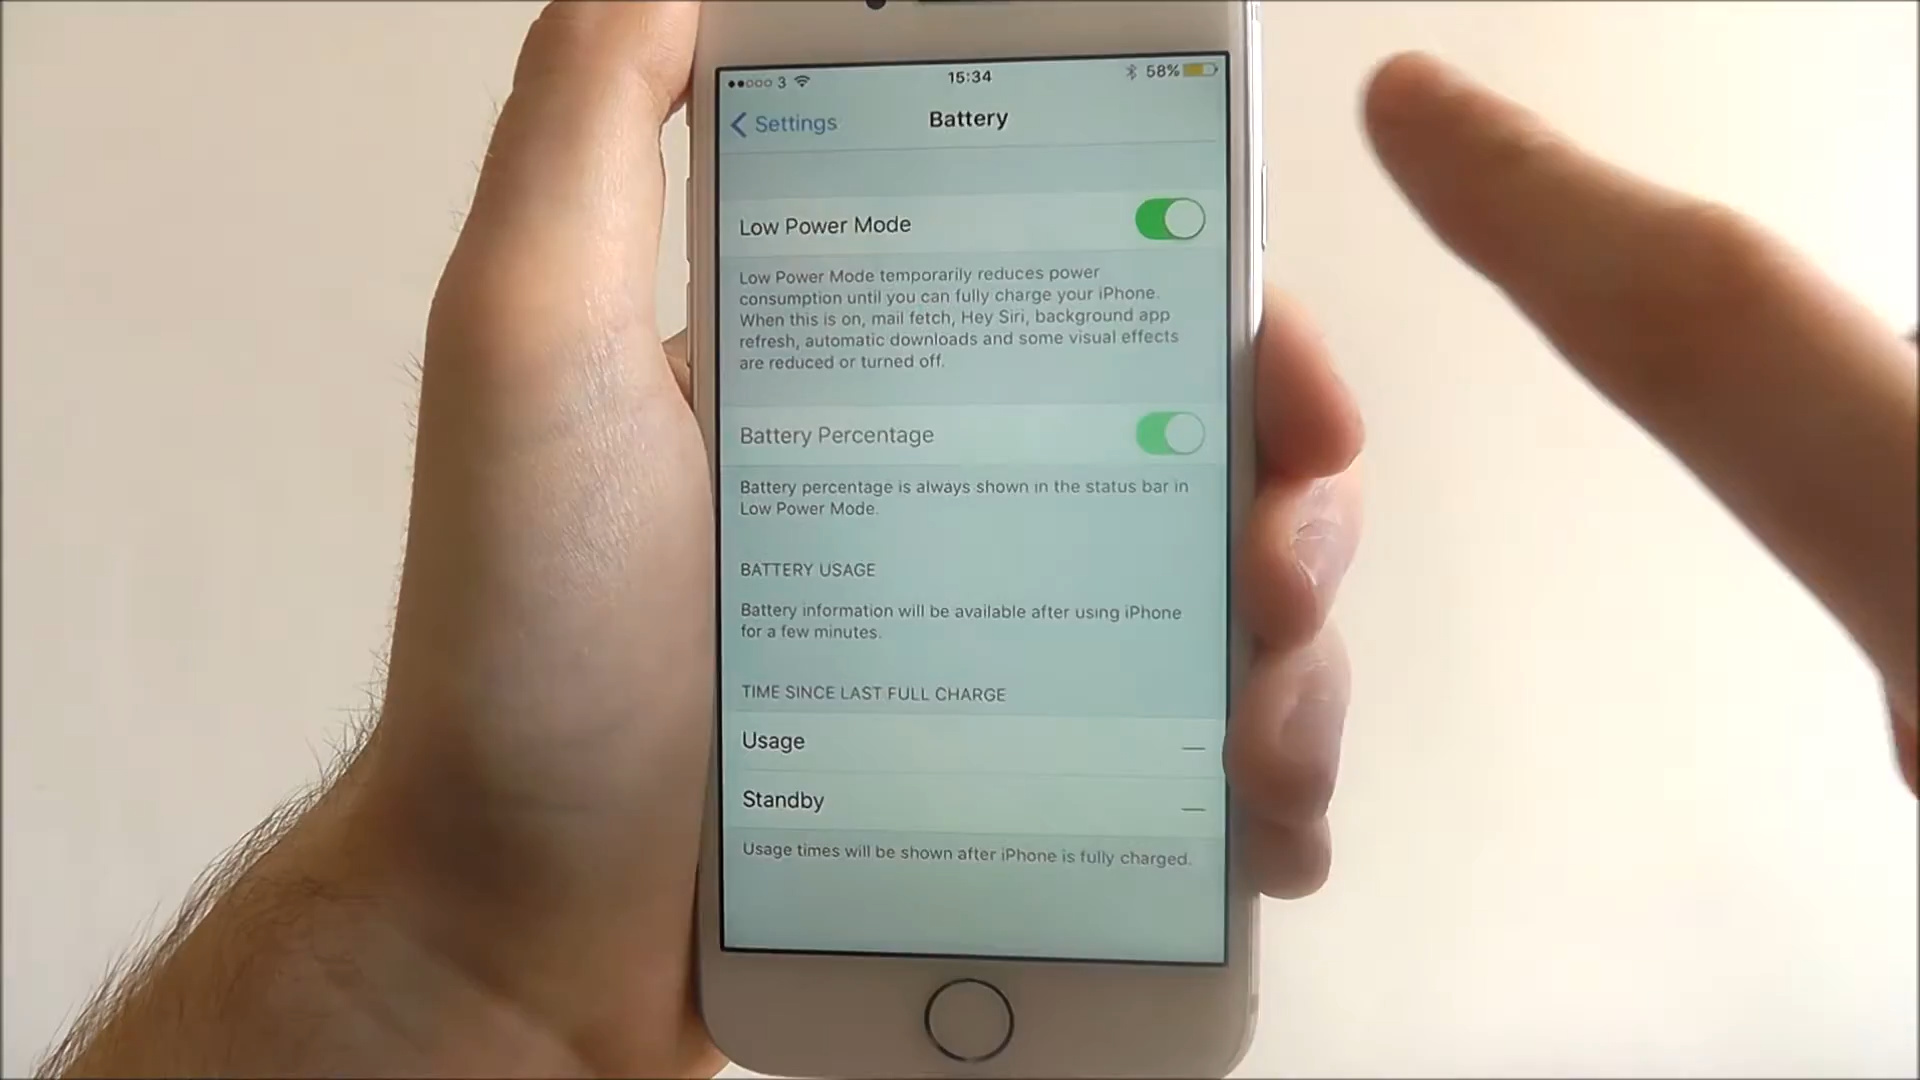 3 15:34 58%
Settings Battery
Low Power Mode
Low Power Mode temporarily reduces power
consumption until you can fully charge your iPhone.
When this is on, mail fetch, Hey Siri, background app
refresh, automatic downloads and some visual effects
are reduced or turned off.
Battery Percentage
Battery percentage is always shown in the status bar in
Low Power Mode.
BATTERY USAGE
Battery information will be available after using iPhone
for a few minutes.
TIME SINCE LAST FULL CHARGE
Usage —
Standby —
Usage times will be shown after iPhone is fully charged.